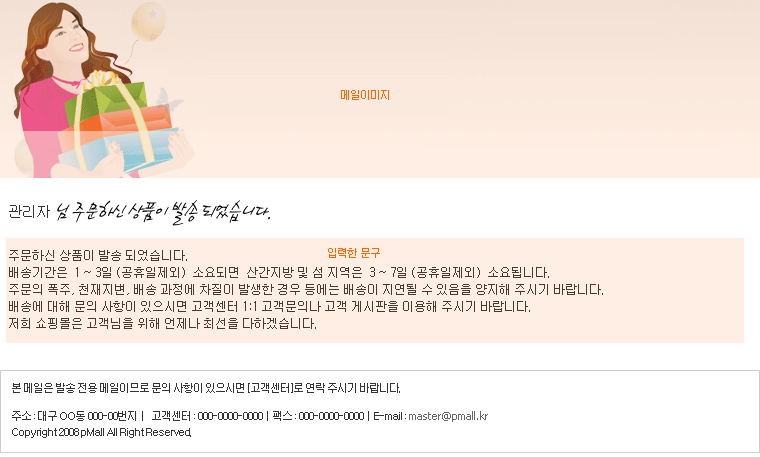 메일이미지
관리자 님 주문하신 상품이 발송 되었습니다.
입력한 문구
주문하신 상품이 발송 되었습니다.
배송기간은 1 ~ 3일 (공휴일제외) 소요되면 산간지방 및 섬 지역은 3 ~ 7일 (공휴일제외) 소요됩니다.
주문의 폭주, 천재지변, 배송 과정에 차질이 발생한 경우 등에는 배송이 지연될 수 있음을 양지해 주시기 바랍니다.
배송에 대해 문의 사항이 있으시면 고객센터 1:1 고객문의나 고객 게시판을 이용해 주시기 바랍니다.
저희 쇼핑몰은 고객님을 위해 언제나 최선을 다하겠습니다.
본 메일은 발송 전용 메일이므로 문의 사항이 있으시면 [고객센터]로 연락 주시기 바랍니다.
주소 : 대구 OO동 000-00번지 | 고객센터 : 000-0000-0000 | 팩스 : 000-0000-0000 | E-mail : master@pmall.kr
Copyright 2008 pMall All Right Reserved.